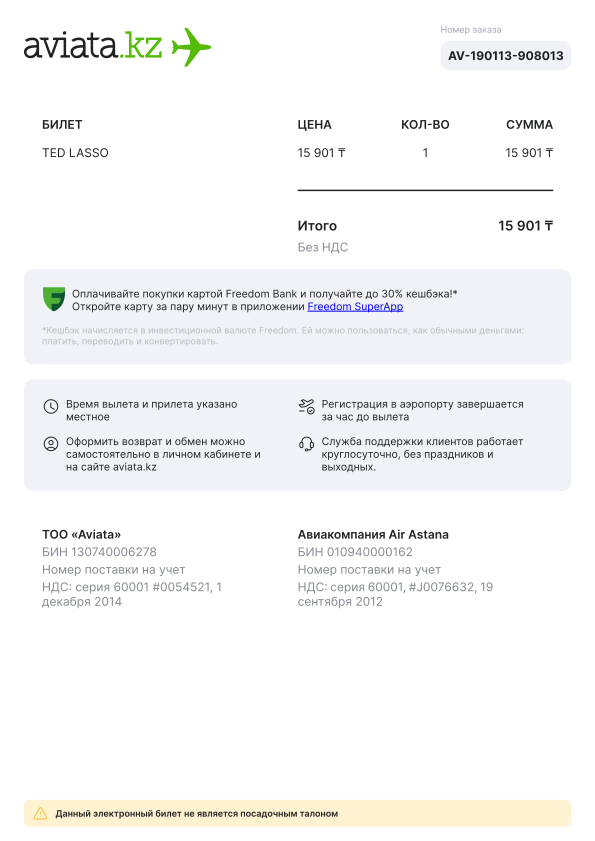 aviata.kz
Номер заказа
AV-190113-908013
БИЛЕТ ЦЕНА КОЛ-ВО СУММА
TED LASSO 15 901 ₸ 1 15 901 ₸
Итого 15 901 ₸
Без НДС
Оплачивайте покупки картой Freedom Bank и получайте до 30% кешбэка!*
Откройте карту за пару минут в приложении Freedom SuperApp
*Кешбэк начисляется в инвестиционной валюте Freedom. Ей можно пользоваться, как обычными деньгами:
платить, переводить и конвертировать.
Время вылета и прилета указано
местное
Регистрация в аэропорту завершается
за час до вылета
Оформить возврат и обмен можно
самостоятельно в личном кабинете и
на сайте aviata.kz
Служба поддержки клиентов работает
круглосуточно, без праздников и
выходных.
ТОО «Aviata»
БИН 130740006278
Номер поставки на учет
НДС: серия 60001 #0054521, 1
декабря 2014
Авиакомпания Air Astana
БИН 010940000162
Номер поставки на учет
НДС: серия 60001, #J0076632, 19
сентября 2012
Данный электронный билет не является посадочным талоном